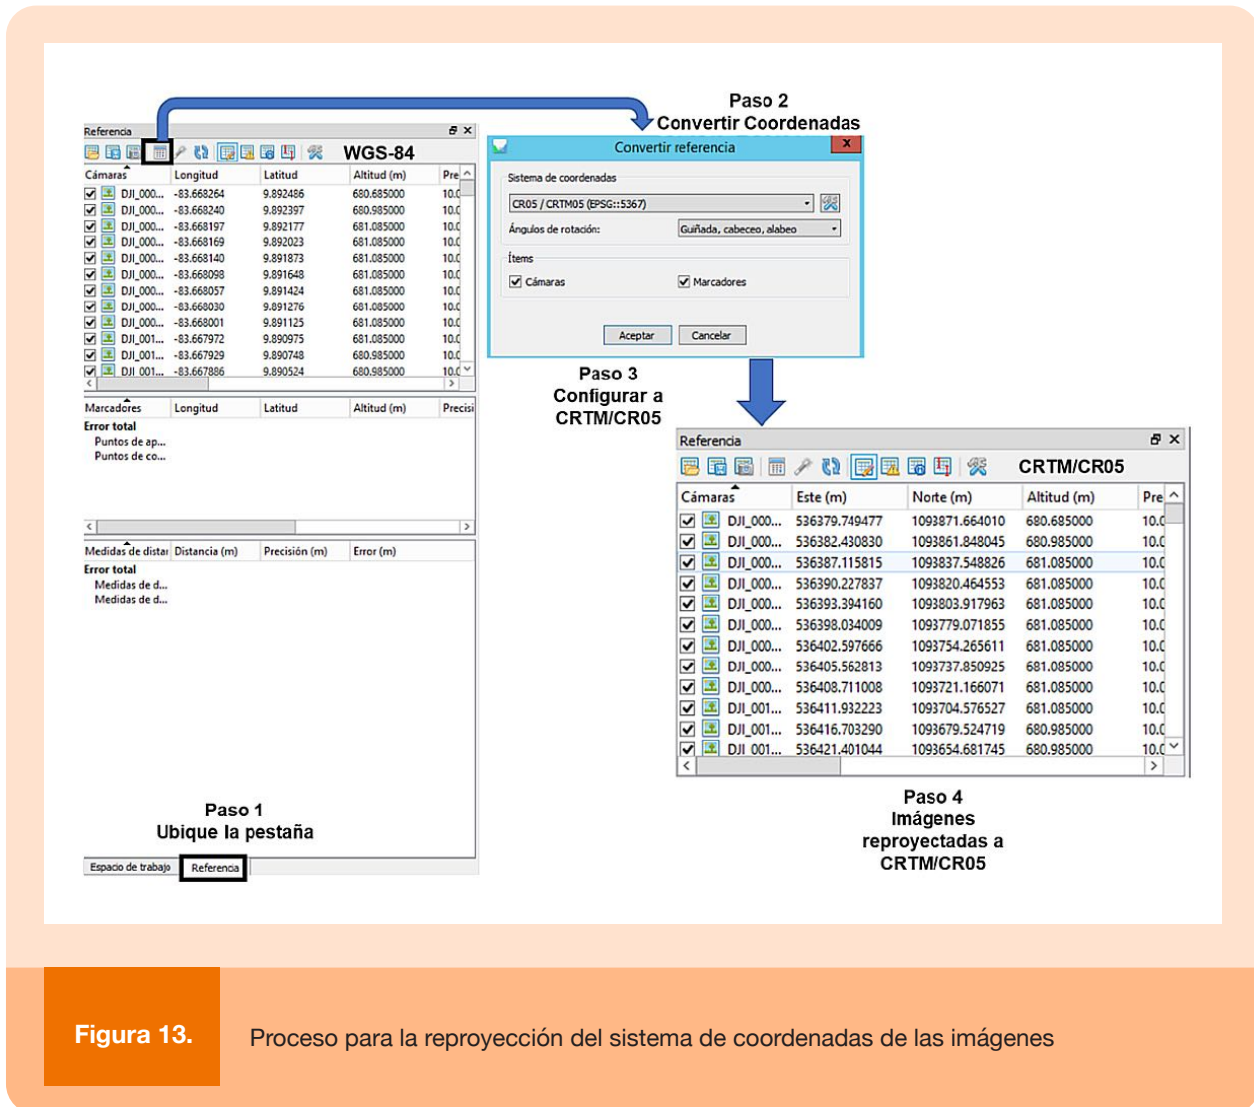 Paso 2
Convertir Coordenadas
Referencia
WGS-84
Cámaras Longitud Latitud Altitud (m) Pre
DJI_000... -83.668264 9.892486 680.685000 10.0
DJI_000... -83.668240 9.892397 680.985000 10.0
DJI_000... -83.668197 9.892177 681.085000 10.0
DJI_000... -83.668169 9.892023 681.085000 10.0
DJI_000... -83.668140 9.891873 681.085000 10.0
DJI_000... -83.668098 9.891648 681.085000 10.0
DJI_000... -83.668057 9.891424 681.085000 10.0
DJI_000... -83.668030 9.891276 681.085000 10.0
DJI_000... -83.668001 9.891125 681.085000 10.0
DJI_001... -83.667972 9.890975 681.085000 10.0
DJI_001... -83.667929 9.890748 680.985000 10.0
DJI_001... -83.667886 9.890524 680.985000 10.0
Marcadores Longitud Latitud Altitud (m) Precisi
Error total
Puntos de ap...
Puntos de co...
Medidas de distar Distancia (m) Precisión (m) Error (m)
Error total
Medidas de d...
Medidas de d...
Paso 1
Ubique la pestaña
Espacio de trabajo Referencia
Convertir referencia
X
Sistema de coordenadas
CR05 / CRTM05 (EPSG::5367)
Ángulos de rotación: Guiñada, cabeceo, alabeo
Ítems
Cámaras Marcadores
Aceptar Cancelar
Paso 3
Configurar a
CRTM/CR05
Referencia
CRTM/CR05
Cámaras Este (m) Norte (m) Altitud (m) Pre
DJI_000... 536379.749477 1093871.664010 680.685000 10.0
DJI_000... 536382.430830 1093861.848045 680.985000 10.0
DJI_000... 536387.115815 1093837.548826 681.085000 10.0
DJI_000... 536390.227837 1093820.464553 681.085000 10.0
DJI_000... 536393.394160 1093803.917963 681.085000 10.0
DJI_000... 536398.034009 1093779.071855 681.085000 10.0
DJI_000... 536402.597666 1093754.265611 681.085000 10.0
DJI_000... 536405.562813 1093737.850925 681.085000 10.0
DJI_000... 536408.711008 1093721.166071 681.085000 10.0
DJI_001... 536411.932223 1093704.576527 681.085000 10.0
DJI_001... 536416.703290 1093679.524719 680.985000 10.0
DJI_001... 536421.401044 1093654.681745 680.985000 10.0
Paso 4
Imágenes
reproyectadas a
CRTM/CR05
Figura 13.
Proceso para la reproyección del sistema de coordenadas de las imágenes